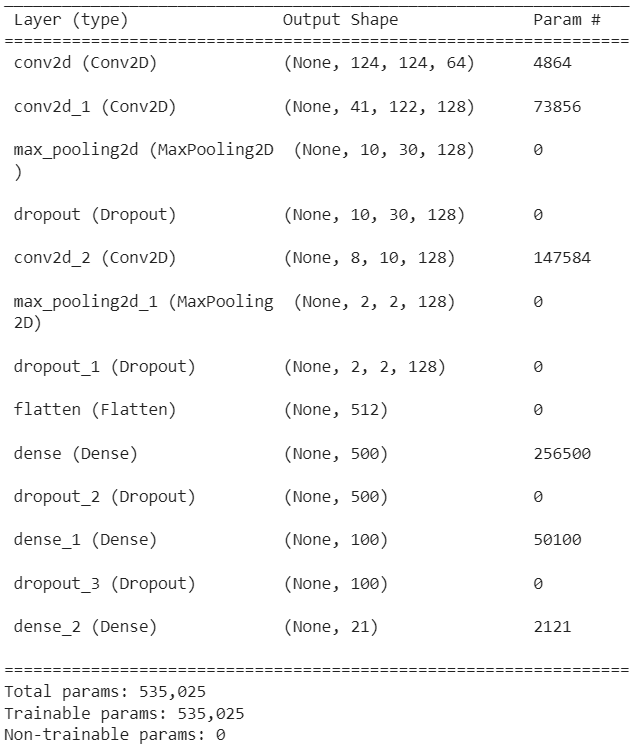 Layer (type) Output Shape Param #
=================================================================
conv2d (Conv2D) (None, 124, 124, 64) 4864
conv2d_1 (Conv2D) (None, 41, 122, 128) 73856
max_pooling2d (MaxPooling2D (None, 10, 30, 128) 0
)
dropout (Dropout) (None, 10, 30, 128) 0
conv2d_2 (Conv2D) (None, 8, 10, 128) 147584
max_pooling2d_1 (MaxPooling (None, 2, 2, 128) 0
2D)
dropout_1 (Dropout) (None, 2, 2, 128) 0
flatten (Flatten) (None, 512) 0
dense (Dense) (None, 500) 256500
dropout_2 (Dropout) (None, 500) 0
dense_1 (Dense) (None, 100) 50100
dropout_3 (Dropout) (None, 100) 0
dense_2 (Dense) (None, 21) 2121
=================================================================
Total params: 535,025
Trainable params: 535,025
Non-trainable params: 0